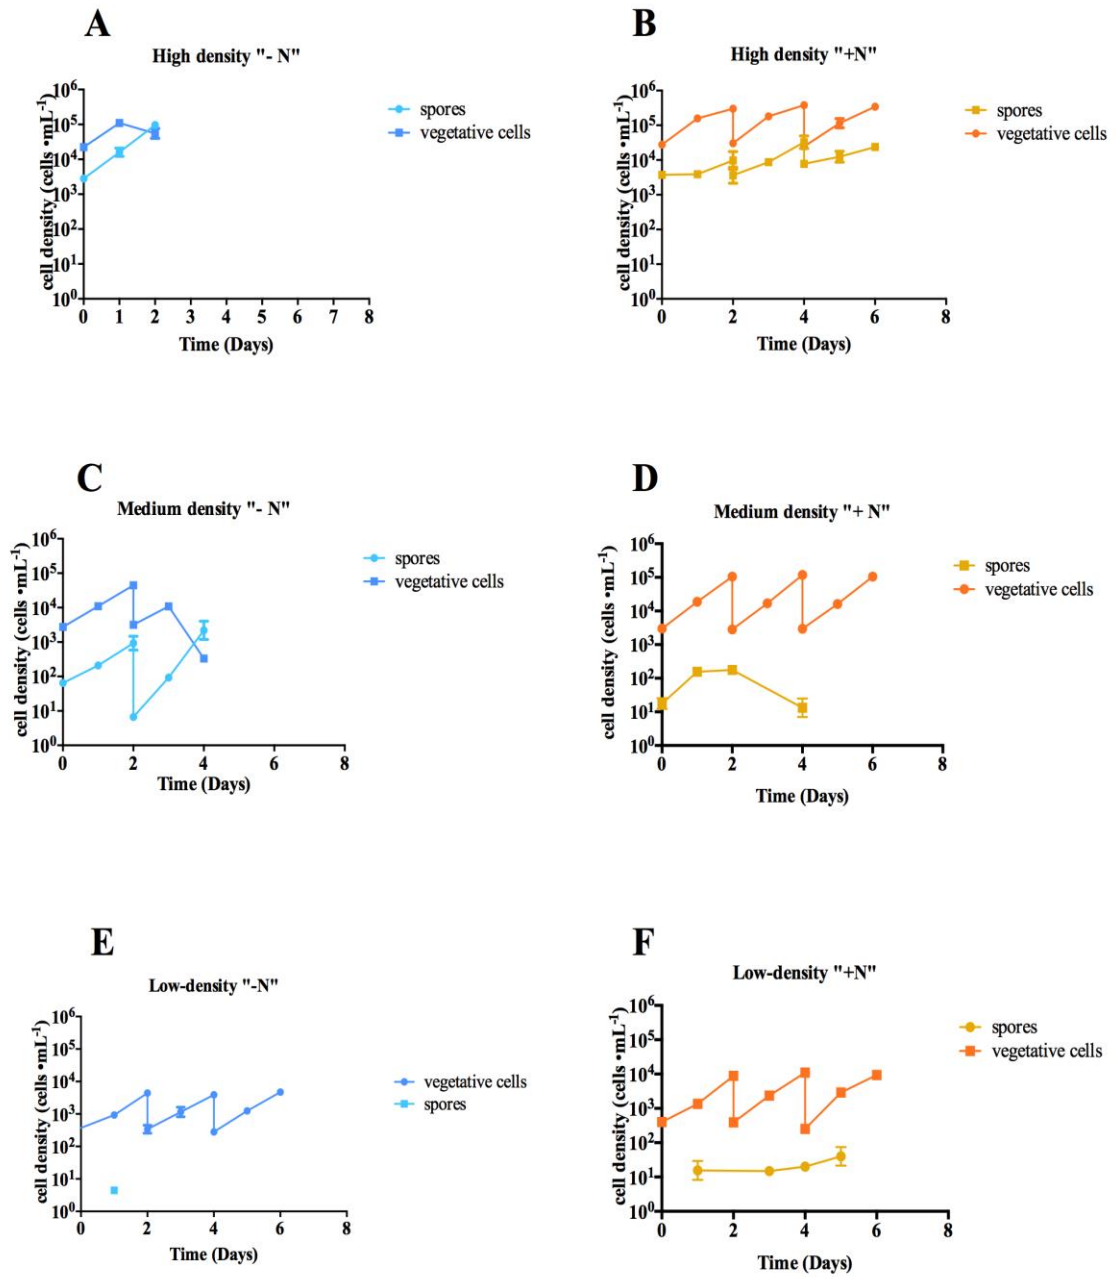 A
High density "- N"
cell density (cells •mL⁻¹)
10⁶
10⁵
10⁴
10³
10²
10¹
10⁰
0 1 2 3 4 5 6 7 8
Time (Days)
spores
vegetative cells
B
High density "+N"
cell density (cells •mL⁻¹)
10⁶
10⁵
10⁴
10³
10²
10¹
10⁰
0 2 4 6 8
Time (Days)
spores
vegetative cells
C
Medium density "- N"
cell density (cells •mL⁻¹)
10⁶
10⁵
10⁴
10³
10²
10¹
10⁰
0 2 4 6 8
Time (Days)
spores
vegetative cells
D
Medium density "+ N"
cell density (cells •mL⁻¹)
10⁶
10⁵
10⁴
10³
10²
10¹
10⁰
0 2 4 6 8
Time (Days)
spores
vegetative cells
E
Low-density "-N"
cell density (cells •mL⁻¹)
10⁶
10⁵
10⁴
10³
10²
10¹
10⁰
0 2 4 6 8
Time (Days)
vegetative cells
spores
F
Low-density "+N"
cell density (cells •mL⁻¹)
10⁶
10⁵
10⁴
10³
10²
10¹
10⁰
0 2 4 6 8
Time (Days)
spores
vegetative cells